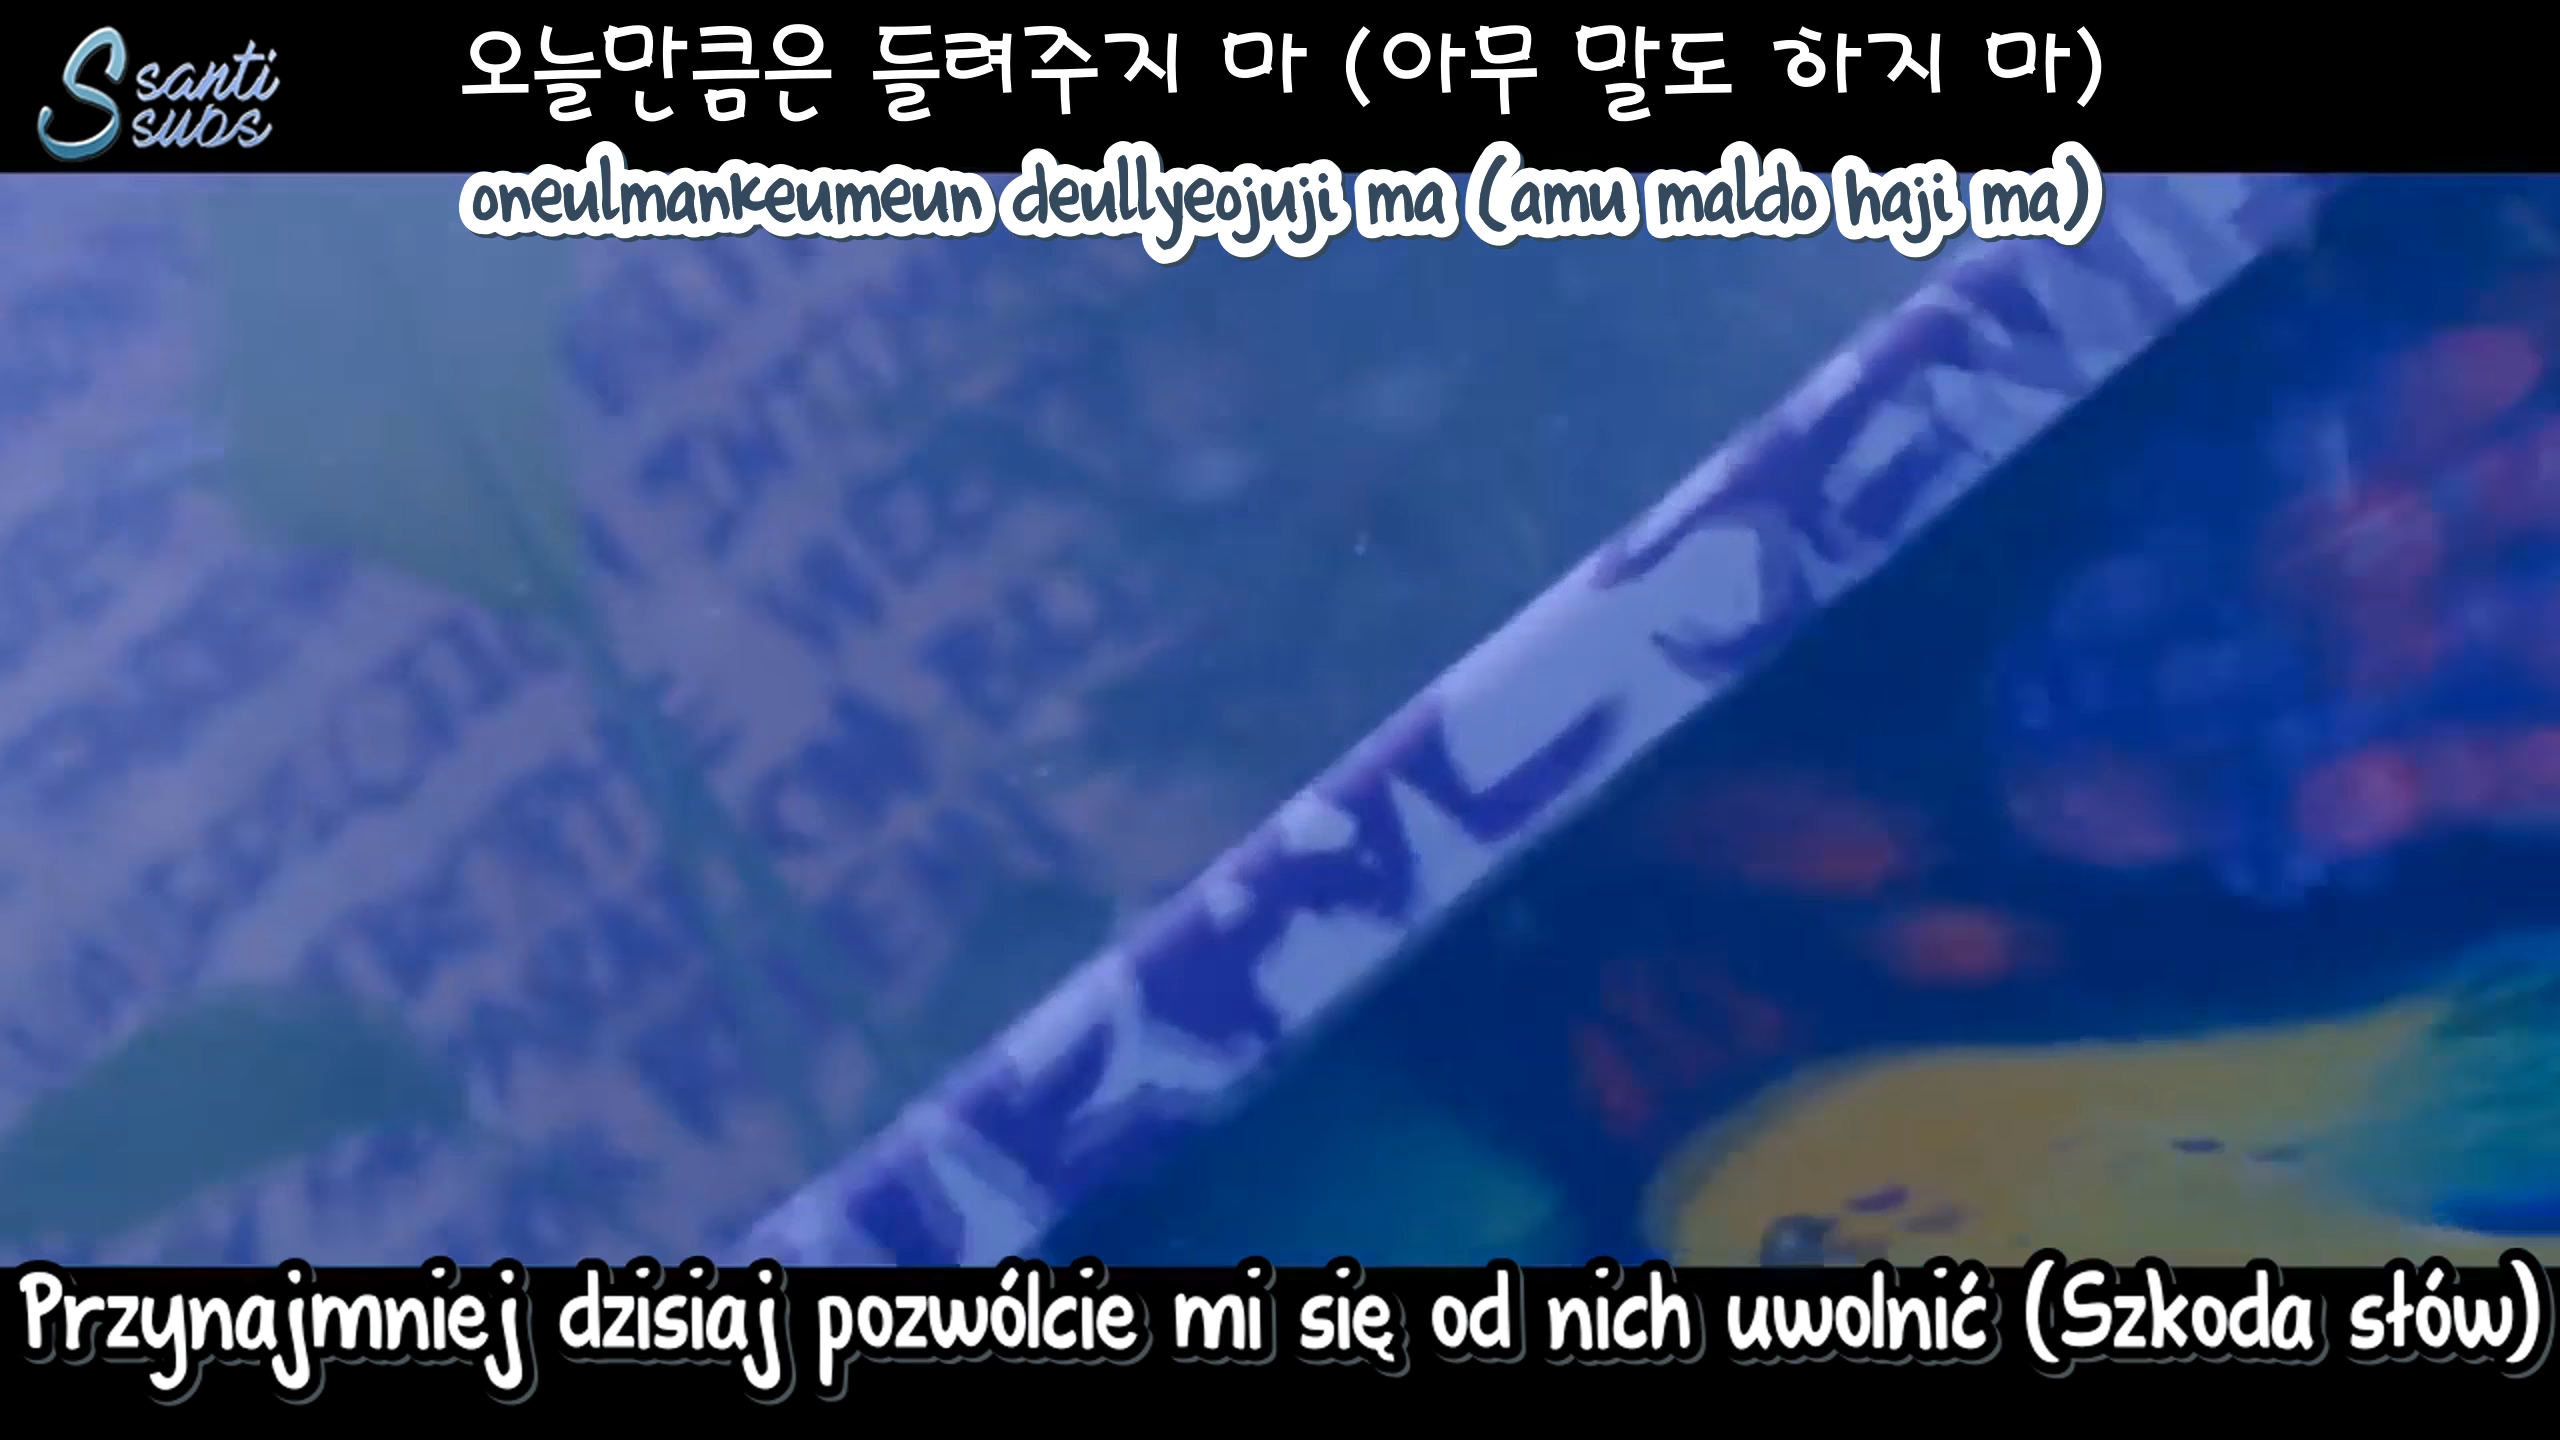 Ssanti
subs
오늘만큼은 들려주지 마 (아무 말도 하지 마)
oneulmankeumeun deullyeojuji ma (amu maldo haji ma)
Przynajmniej dzisiaj pozwólcie mi się od nich uwolnić (Szkoda słów)